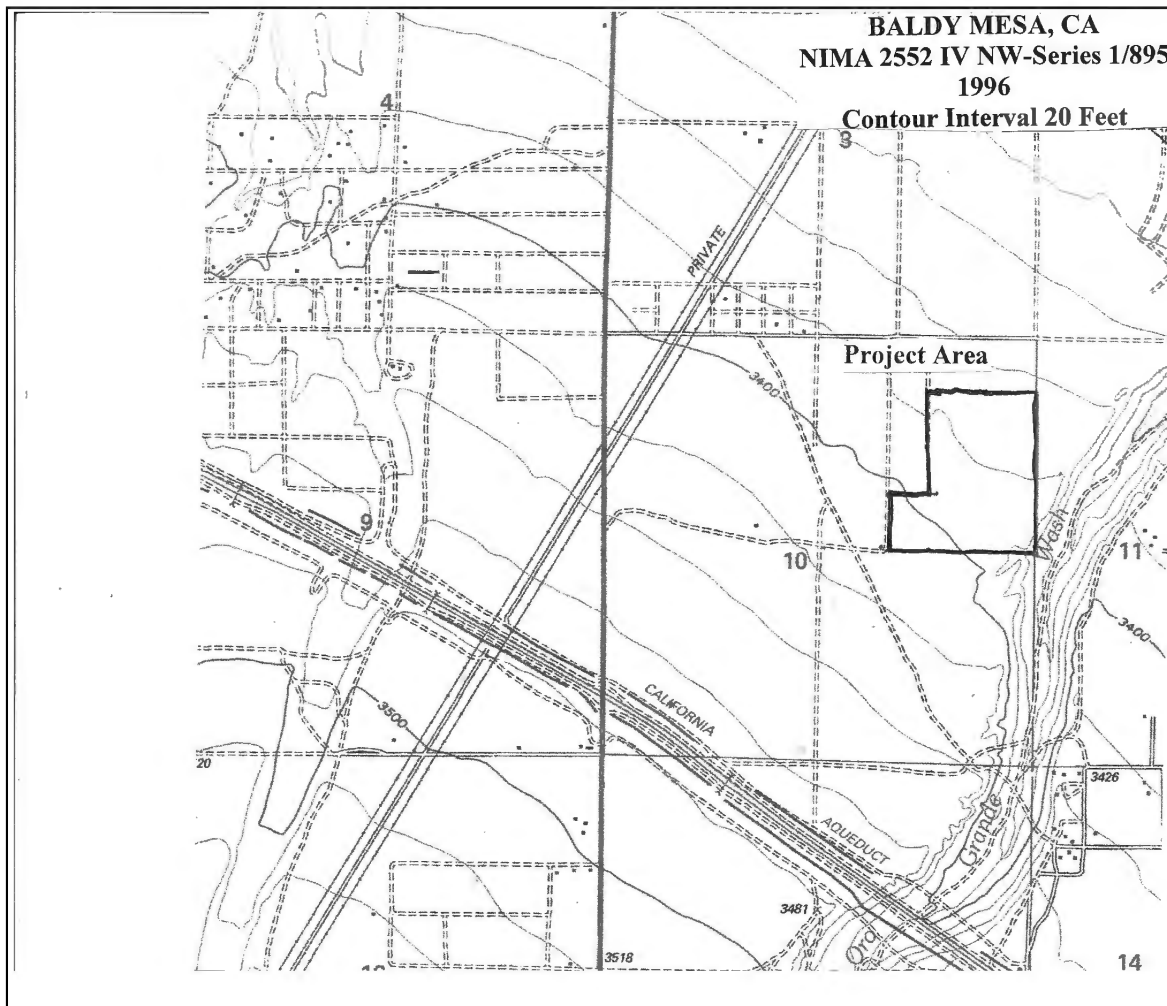 BALDY MESA, CA
NIMA 2552 IV NW-Series 1/895
1996
Contour Interval 20 Feet
4
3
PRIVATE
Project Area
3400
9
10
Wash
11
3400
CALIFORNIA
3500
20
3426
AQUEDUCT
Grande
3481
Oro
3518
14